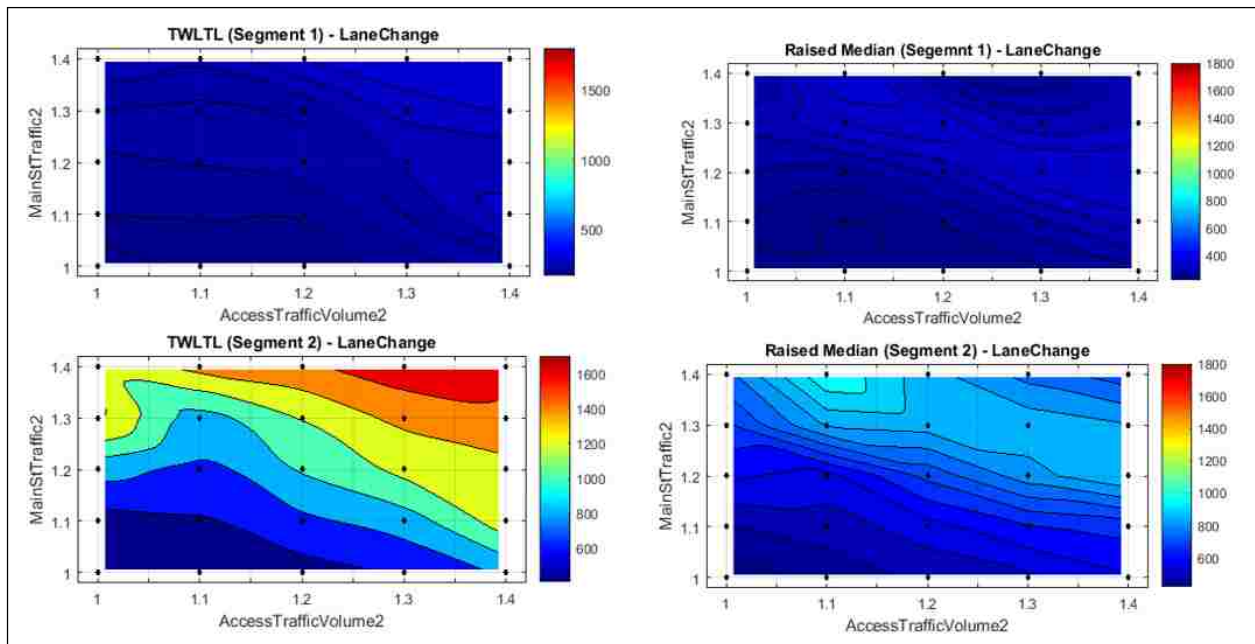 TWLTL (Segment 1) - LaneChange
1.4
1.3
1.2
1.1
1
MainStTraffic2
1 1.1 1.2 1.3 1.4
AccessTrafficVolume2
1500
1000
500
Raised Median (Segemnt 1) - LaneChange
1.4
1.3
1.2
1.1
1
MainStTraffic2
1 1.1 1.2 1.3 1.4
AccessTrafficVolume2
1800
1600
1400
1200
1000
800
600
400
TWLTL (Segment 2) - LaneChange
1.4
1.3
1.2
1.1
1
MainStTraffic2
1 1.1 1.2 1.3 1.4
AccessTrafficVolume2
1600
1400
1200
1000
800
600
Raised Median (Segment 2) - LaneChange
1.4
1.3
1.2
1.1
1
MainStTraffic2
1 1.1 1.2 1.3 1.4
AccessTrafficVolume2
1800
1600
1400
1200
1000
800
600